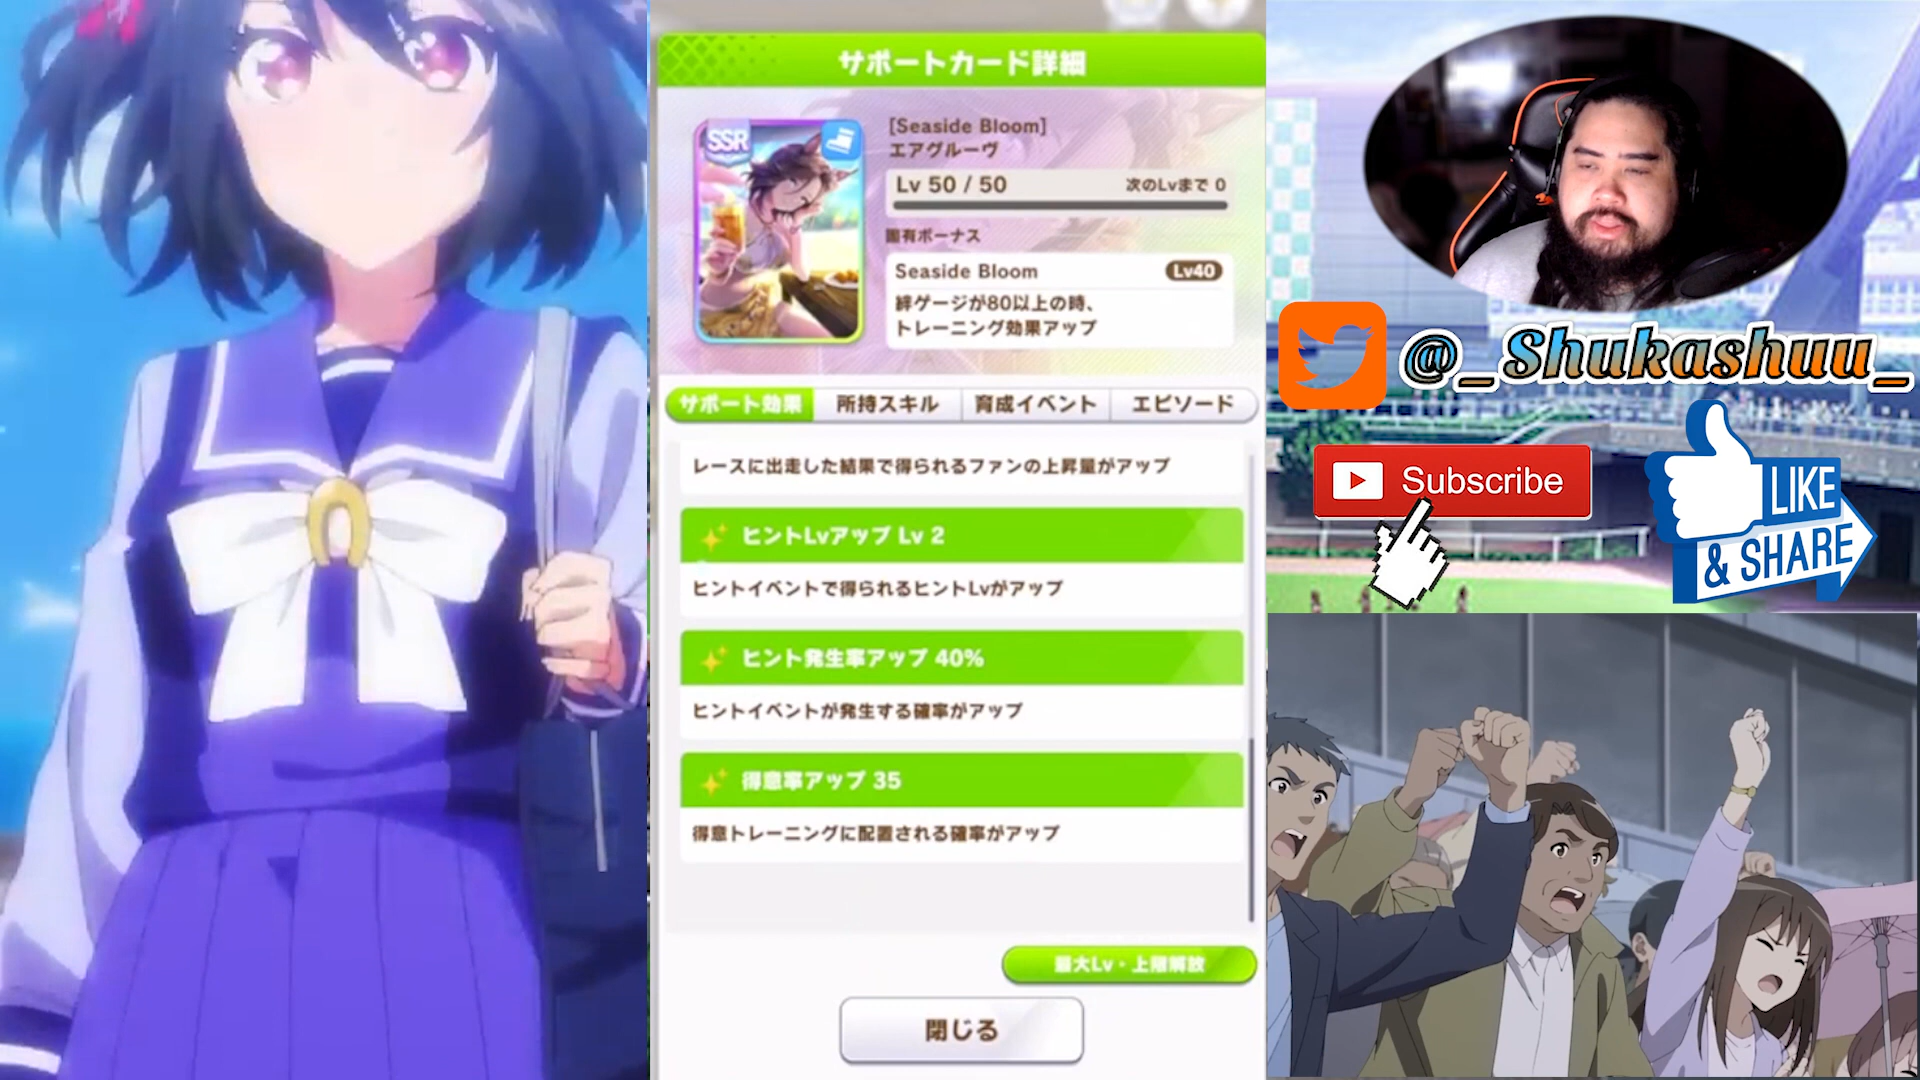 サポートカード詳細
SSR
[Seaside Bloom]
エアグルーヴ
Lv 50 / 50
次のLvまで 0
固有ボーナス
Seaside Bloom
Lv40
絆ゲージが80以上の時、
トレーニング効果アップ
サポート効果
所持スキル
育成イベント
エピソード
レースに出走した結果で得られるファンの上昇量がアップ
ヒントLvアップ Lv 2
ヒントイベントで得られるヒントLvがアップ
ヒント発生率アップ 40%
ヒントイベントが発生する確率がアップ
得意率アップ 35
得意トレーニングに配置される確率がアップ
最大Lv・上限解放
閉じる
@_Shukashuu_
Subscribe
LIKE
& SHARE